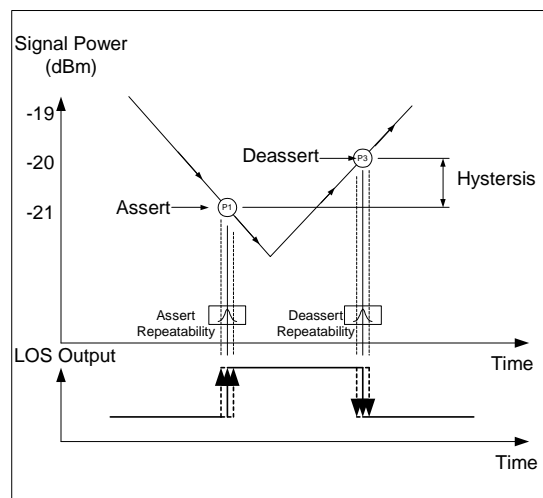 Signal Power
(dBm)
-19
-20
-21
Deassert
P3
Hystersis
Assert
P1
Assert
Repeatability
Deassert
Repeatability
LOS Output
Time
Time